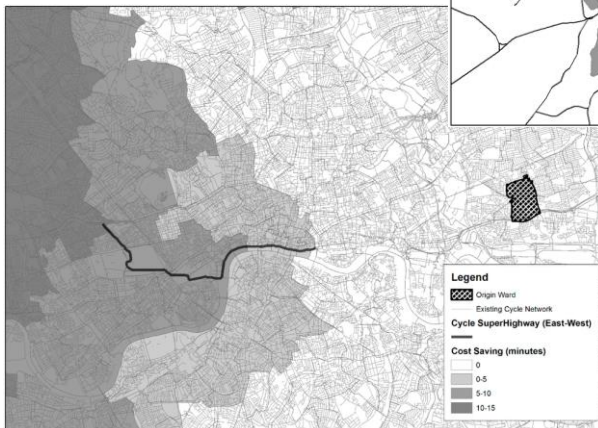 Legend
Origin Ward
Existing Cycle Network
Cycle SuperHighway (East-West)
Cost Saving (minutes)
0
0-5
5-10
10-15